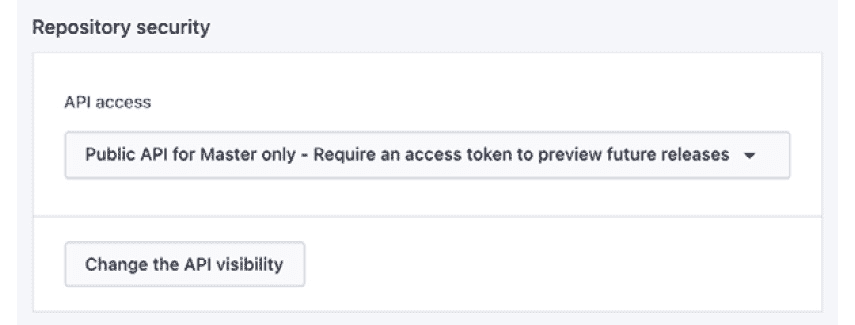 Repository security
API access
Public API for Master only - Require an access token to preview future releases
Change the API visibility